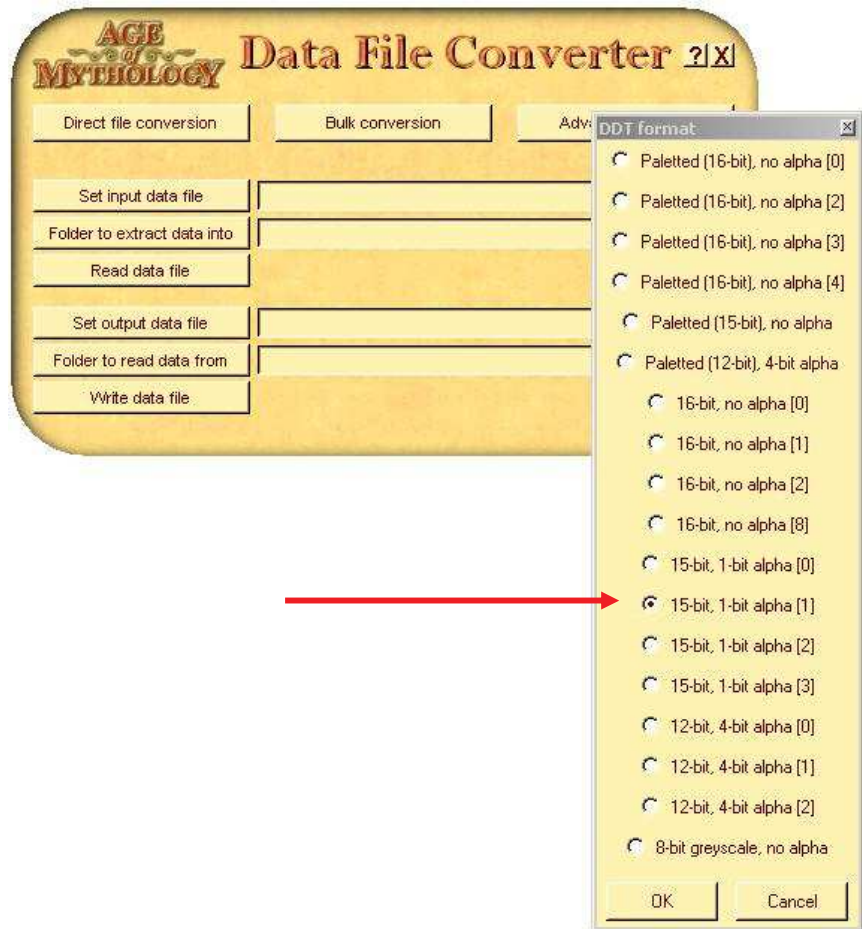 AGE
of
MYTHOLOGY
Data File Converter ? X
Direct file conversion
Bulk conversion
Adv
Set input data file
Folder to extract data into
Read data file
Set output data file
Folder to read data from
Write data file
DDT format
Paletted (16-bit), no alpha [0]
Paletted (16-bit), no alpha [2]
Paletted (16-bit), no alpha [3]
Paletted (16-bit), no alpha [4]
Paletted (15-bit), no alpha
Paletted (12-bit), 4-bit alpha
16-bit, no alpha [0]
16-bit, no alpha [1]
16-bit, no alpha [2]
16-bit, no alpha [8]
15-bit, 1-bit alpha [0]
15-bit, 1-bit alpha [1]
15-bit, 1-bit alpha [2]
15-bit, 1-bit alpha [3]
12-bit, 4-bit alpha [0]
12-bit, 4-bit alpha [1]
12-bit, 4-bit alpha [2]
8-bit greyscale, no alpha
OK
Cancel